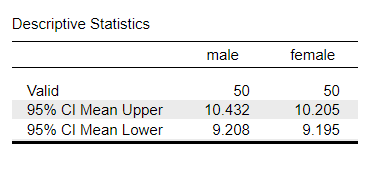 Descriptive Statistics
male female
Valid 50 50
95% CI Mean Upper 10.432 10.205
95% CI Mean Lower 9.208 9.195